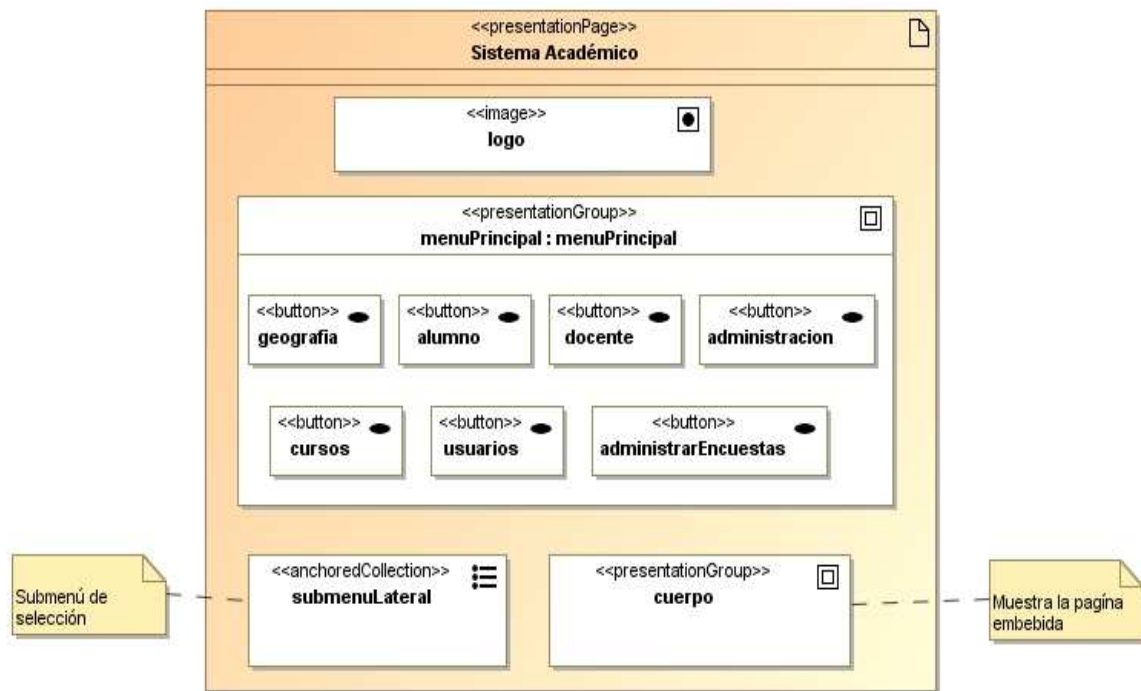 <<presentationPage>>
Sistema Académico
<<image>>
logo
<<presentationGroup>>
menuPrincipal : menuPrincipal
<<button>>
geografia
<<button>>
alumno
<<button>>
docente
<<button>>
administracion
<<button>>
cursos
<<button>>
usuarios
<<button>>
administrarEncuestas
Submenú de
selección
<<anchoredCollection>>
submenuLateral
<<presentationGroup>>
cuerpo
Muestra la pagína
embebida